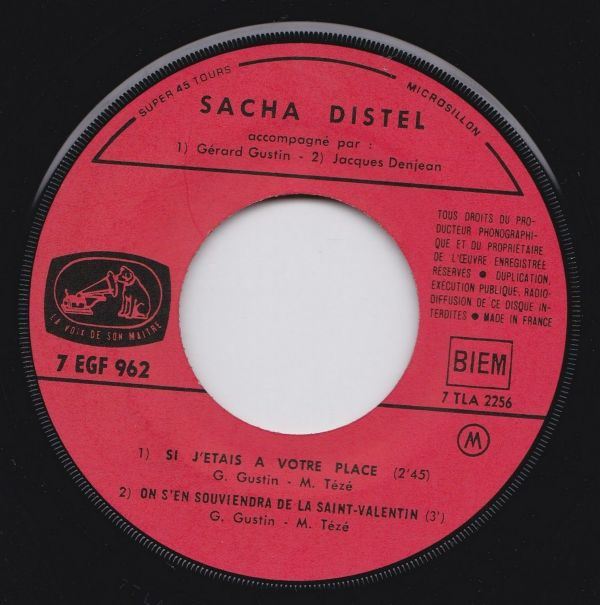 SUPER 45 TOURS
MICROSILLON
SACHA DISTEL
accompagné par :
1) Gérard Gustin - 2) Jacques Denjean
TOUS DROITS DU PRO-
DUCTEUR PHONOGRAPHI-
QUE ET DU PROPRIÉTAIRE
DE L'ŒUVRE ENREGISTRÉE
RÉSERVÉS ● DUPLICATION,
EXÉCUTION PUBLIQUE, RADIO-
DIFFUSION DE CE DISQUE IN-
TERDITES ● MADE IN FRANCE
LA VOIX DE SON MAITRE
7 EGF 962
BIEM
7 TLA 2256
M
1) SI J'ETAIS A VOTRE PLACE (2'45)
G. Gustin - M. Tézé
2) ON S'EN SOUVIENDRA DE LA SAINT-VALENTIN (3')
G. Gustin - M. Tézé